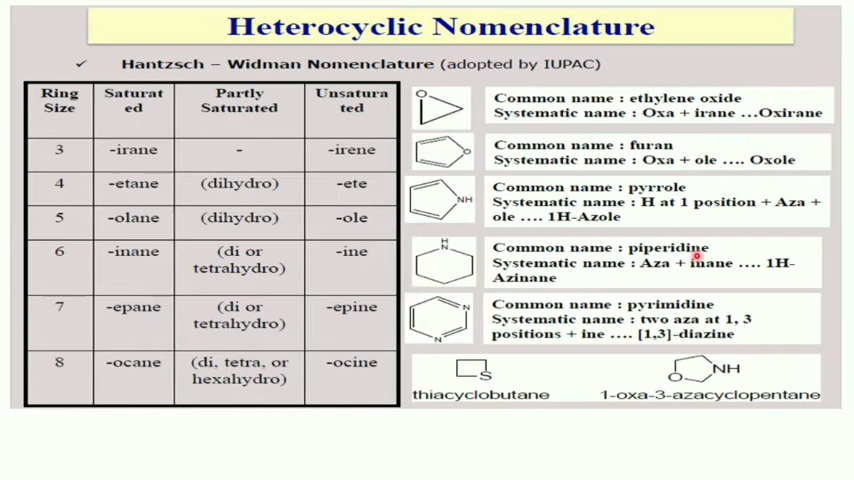 Heterocyclic Nomenclature
✓ Hantzsch – Widman Nomenclature (adopted by IUPAC)
Ring Size | Saturat ed | Partly Saturated | Unsatura ted
3 | -irane | - | -irene
4 | -etane | (dihydro) | -ete
5 | -olane | (dihydro) | -ole
6 | -inane | (di or tetrahydro) | -ine
7 | -epane | (di or tetrahydro) | -epine
8 | -ocane | (di, tetra, or hexahydro) | -ocine
O
Common name : ethylene oxide
Systematic name : Oxa + irane …Oxirane
O
Common name : furan
Systematic name : Oxa + ole …. Oxole
NH
Common name : pyrrole
Systematic name : H at 1 position + Aza +
ole …. 1H-Azole
H
N
Common name : piperidine
Systematic name : Aza + inane …. 1H-
Azinane
N
N
Common name : pyrimidine
Systematic name : two aza at 1, 3
positions + ine …. [1,3]-diazine
S
thiacyclobutane
O NH
1-oxa-3-azacyclopentane